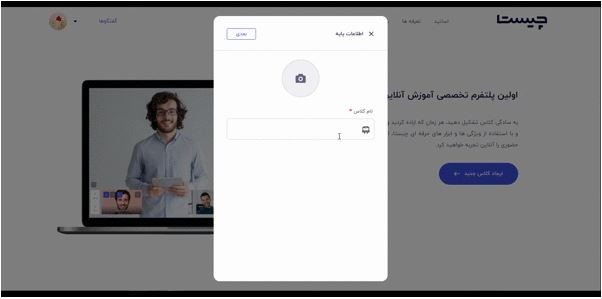 چیستا
اساتید
تعرفه ها
گفتگوها
اطلاعات پایه
بعدی
نام کلاس *
اولین پلتفرم تخصصی آموزش آنلاین
به سادگی کلاس تشکیل دهید، هر زمان که اراده کردید و
و با استفاده از ویژگی ها و ابزار های حرفه ای چیستا،
حضوری را آنلاین تجربه خواهید کرد.
ایجاد کلاس جدید